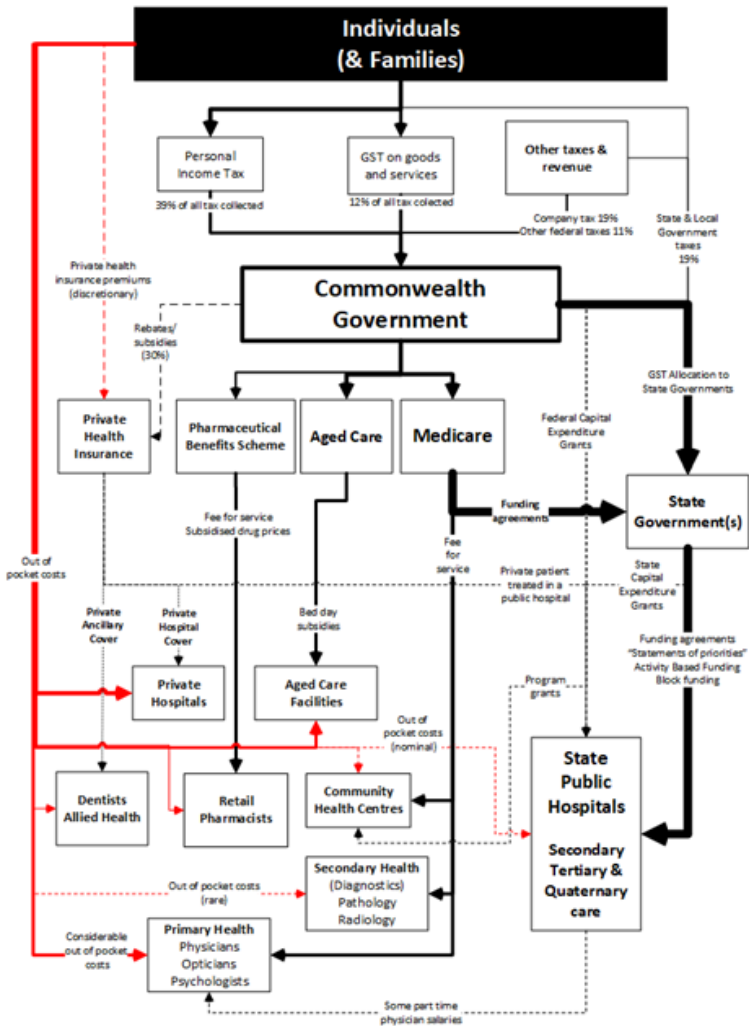 Individuals
(& Families)
Personal
Income Tax
GST on goods
and services
Other taxes &
revenue
39% of all tax collected
12% of all tax collected
Company tax 19%
Other federal taxes 11%
State & Local
Government
taxes
19%
Private health
insurance premiums
(discretionary)
Commonwealth
Government
Rebates/
subsidies
(30%)
GST Allocation to
State Governments
Private
Health
Insurance
Pharmaceutical
Benefits Scheme
Aged Care
Medicare
Federal Capital
Expenditure
Grants
State
Government(s)
Funding
agreements
Fee for service
Subsidised drug prices
Fee
for
service
Out of
pocket costs
Private patient
treated in a
public hospital
State
Capital
Expenditure
Grants
Private
Ancillary
Cover
Private
Hospital
Cover
Bed day
subsidies
Funding agreements
"Statements of priorities"
Activity Based Funding
Block funding
Private
Hospitals
Aged Care
Facilities
Program
grants
Out of
pocket costs
(nominal)
Dentists
Allied Health
Retail
Pharmacists
Community
Health Centres
State
Public
Hospitals
Secondary
Tertiary &
Quaternary
care
Secondary Health
(Diagnostics)
Pathology
Radiology
Out of pocket costs
(rare)
Considerable
out of pocket
costs
Primary Health
Physicians
Opticians
Psychologists
Some part time
physician salaries